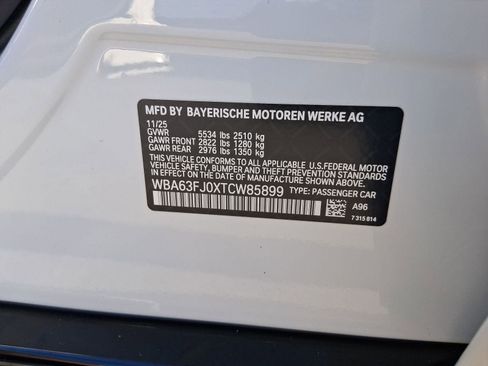 MFD BY BAYERISCHE MOTOREN WERKE AG
11/25
GVWR 5534 lbs 2510 kg
GAWR FRONT 2822 lbs 1280 kg
GAWR REAR 2976 lbs 1350 kg
THIS VEHICLE CONFORMS TO ALL APPLICABLE U.S.FEDERAL MOTOR
VEHICLE SAFETY, BUMPER, AND THEFT PREVENTION STANDARDS
IN EFFECT ON THE DATE OF MANUFACTURE SHOWN ABOVE.
WBA63FJ0XTCW85899 TYPE: PASSENGER CAR
A96
7 315 814